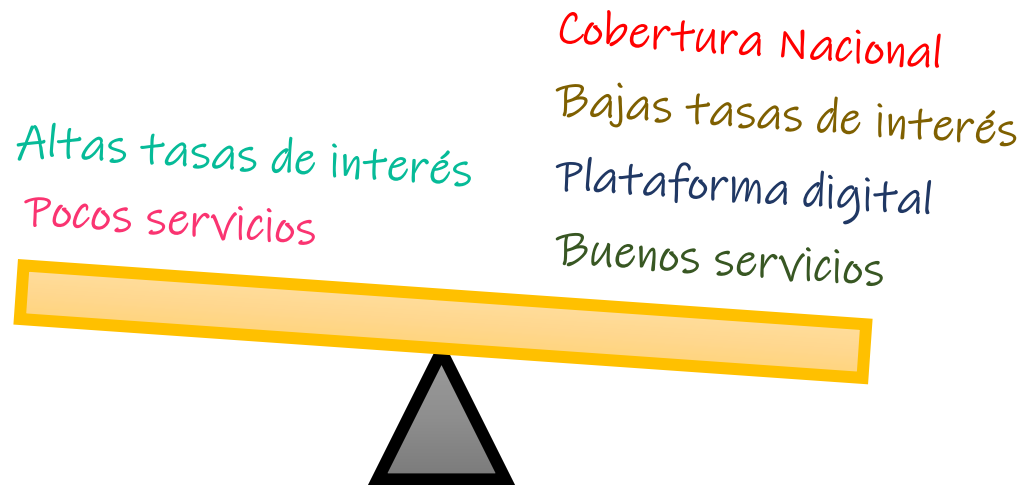 Altas tasas de interés
Pocos servicios
Cobertura Nacional
Bajas tasas de interés
Plataforma digital
Buenos servicios